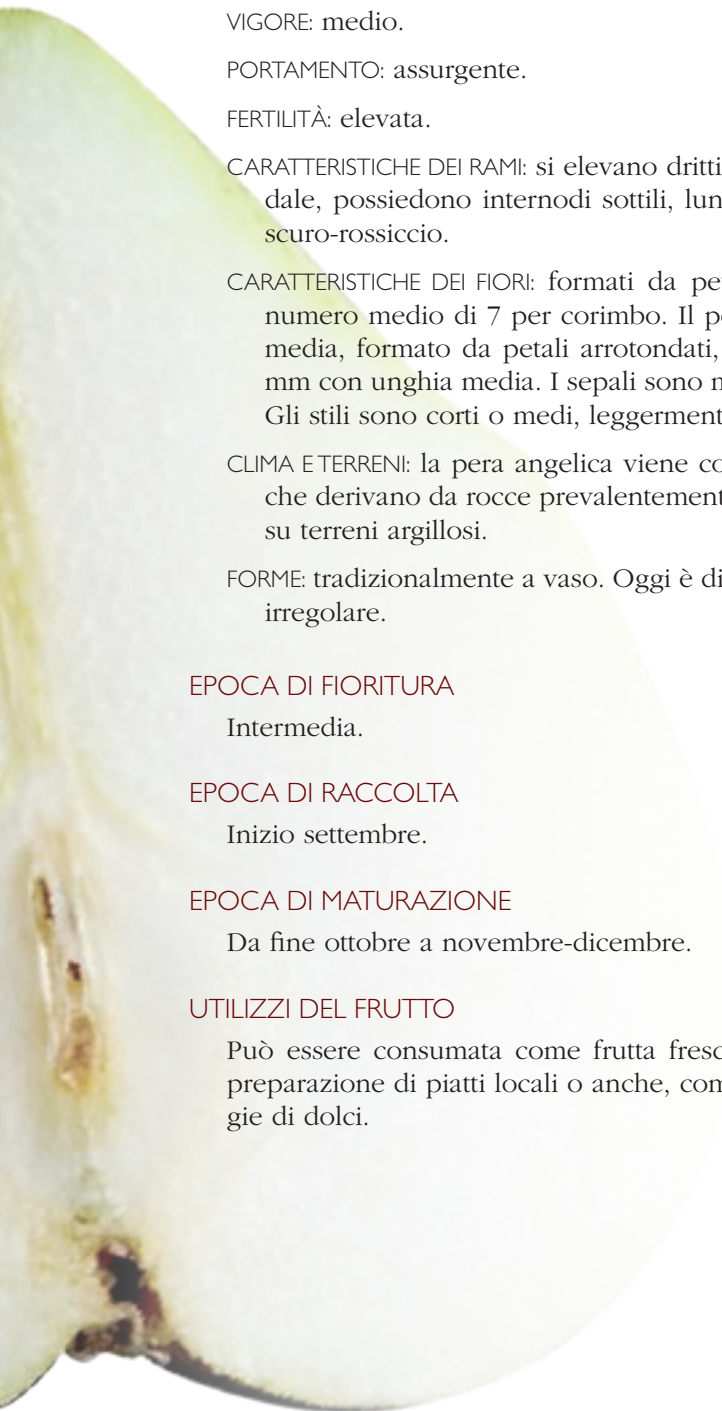 VIGORE: medio.
PORTAMENTO: assurgente.
FERTILITÀ: elevata.
CARATTERISTICHE DEI RAMI: si elevano dritti
dale, possiedono internodi sottili, lun
scuro-rossiccio.
CARATTERISTICHE DEI FIORI: formati da pe
numero medio di 7 per corimbo. Il p
media, formato da petali arrotondati,
mm con unghia media. I sepali sono
Gli stili sono corti o medi, leggerment
CLIMA E TERRENI: la pera angelica viene co
che derivano da rocce prevalentement
su terreni argillosi.
FORME: tradizionalmente a vaso. Oggi è di
irregolare.
EPOCA DI FIORITURA
Intermedia.
EPOCA DI RACCOLTA
Inizio settembre.
EPOCA DI MATURAZIONE
Da fine ottobre a novembre-dicembre.
UTILIZZI DEL FRUTTO
Può essere consumata come frutta fresc
preparazione di piatti locali o anche, com
gie di dolci.